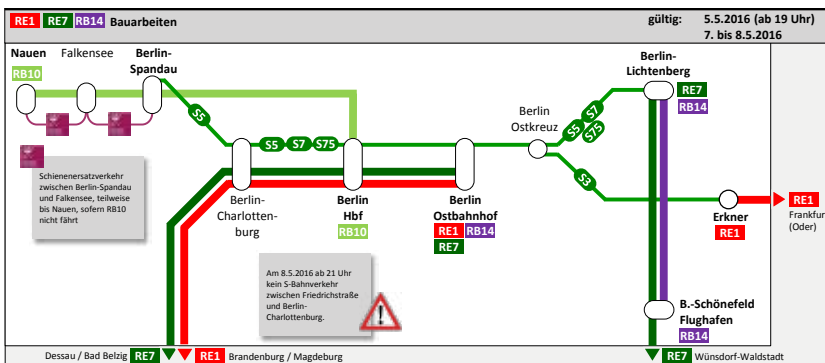 RE1 RE7 RB14 Bauarbeiten
gültig: 5.5.2016 (ab 19 Uhr)
7. bis 8.5.2016
Nauen
RB10
Falkensee
Berlin-
Spandau
S5
S5 S7 S75
Berlin
Ostkreuz
S5 S7
S75
S3
Berlin-
Lichtenberg
RE7
RB14
Schienenersatzverkehr
zwischen Berlin-Spandau
und Falkensee, teilweise
bis Nauen, sofern RB10
nicht fährt
Berlin-
Charlotten-
burg
Berlin
Hbf
RB10
Berlin
Ostbahnhof
RE1 RB14
RE7
Erkner
RE1
RE1
Frankfur
(Oder)
Am 8.5.2016 ab 21 Uhr
kein S-Bahnverkehr
zwischen Friedrichstraße
und Berlin-
Charlottenburg.
B.-Schönefeld
Flughafen
RB14
Dessau / Bad Belzig RE7 RE1 Brandenburg / Magdeburg
RE7 Wünsdorf-Waldstadt